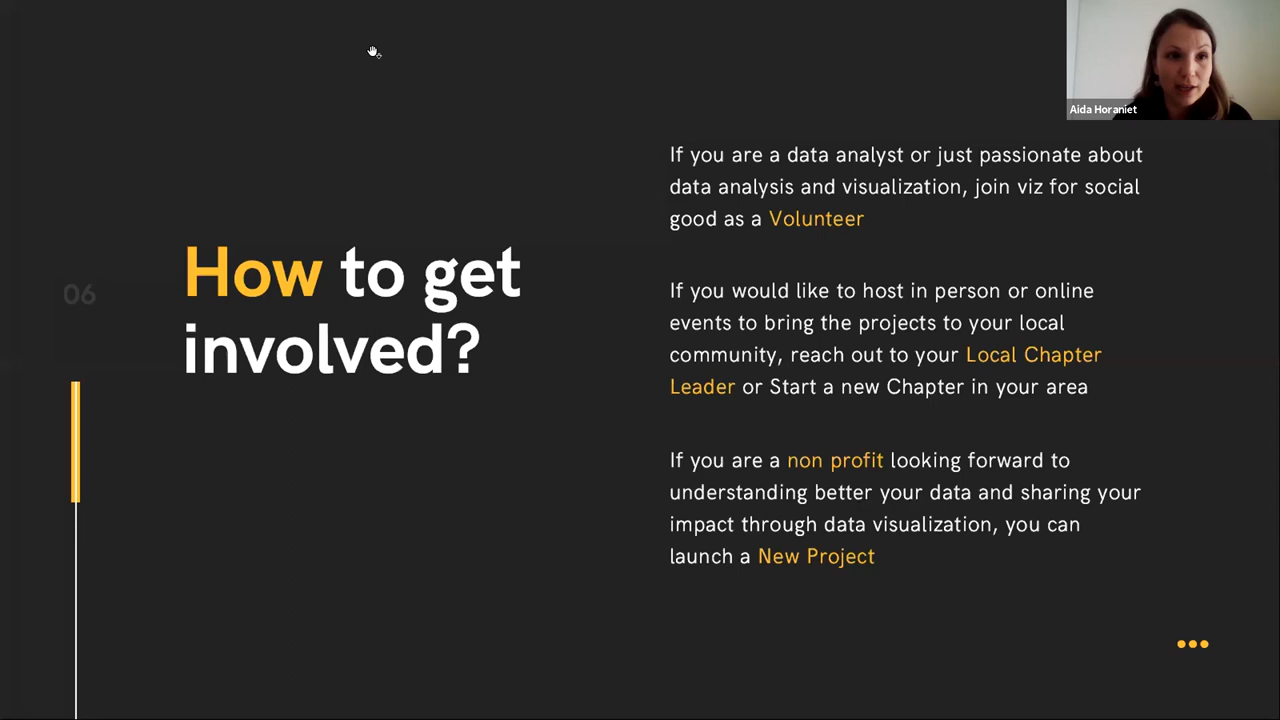 Aida Horaniet
06
How to get
involved?
If you are a data analyst or just passionate about
data analysis and visualization, join viz for social
good as a Volunteer
If you would like to host in person or online
events to bring the projects to your local
community, reach out to your Local Chapter
Leader or Start a new Chapter in your area
If you are a non profit looking forward to
understanding better your data and sharing your
impact through data visualization, you can
launch a New Project